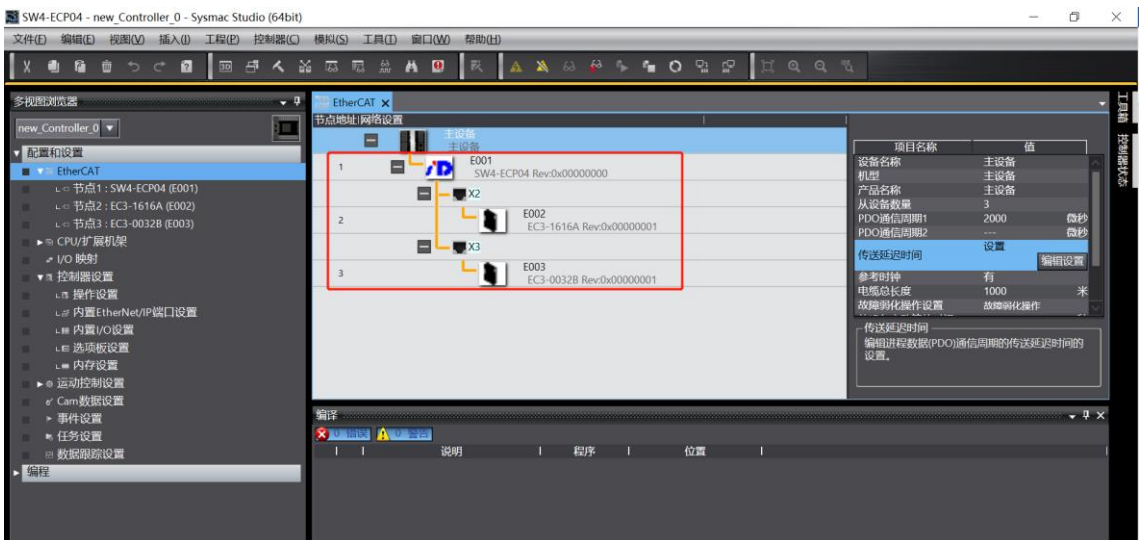 SW4-ECP04 - new_Controller_0 - Sysmac Studio (64bit)
文件(F) 编辑(E) 视图(V) 插入(I) 工程(P) 控制器(C) 模拟(S) 工具(T) 窗口(W) 帮助(H)
多视图浏览器
new_Controller_0
配置和设置
EtherCAT
节点1 : SW4-ECP04 (E001)
节点2 : EC3-1616A (E002)
节点3 : EC3-0032B (E003)
CPU/扩展机架
I/O 映射
控制器设置
操作设置
内置EtherNet/IP端口设置
内置I/O设置
选项板设置
内存设置
运动控制设置
Cam数据设置
事件设置
任务设置
数据跟踪设置
编程
EtherCAT
节点地址|网络设置
主设备
主设备
1
E001
SW4-ECP04 Rev:0x00000000
X2
2
E002
EC3-1616A Rev:0x00000001
X3
3
E003
EC3-0032B Rev:0x00000001
项目名称 值
设备名称 主设备
机型 主设备
产品名称 主设备
从设备数量 3
PDO通信周期1 2000 微秒
PDO通信周期2 --- 微秒
传送延迟时间 设置
编辑设置
参考时钟 有
电缆总长度 1000 米
故障弱化操作设置 故障弱化操作
传送延迟时间
编辑进程数据(PDO)通信周期的传送延迟时间的
设置。
工具箱
控制器状态
编译
0 错误 0 警告
说明 程序 位置